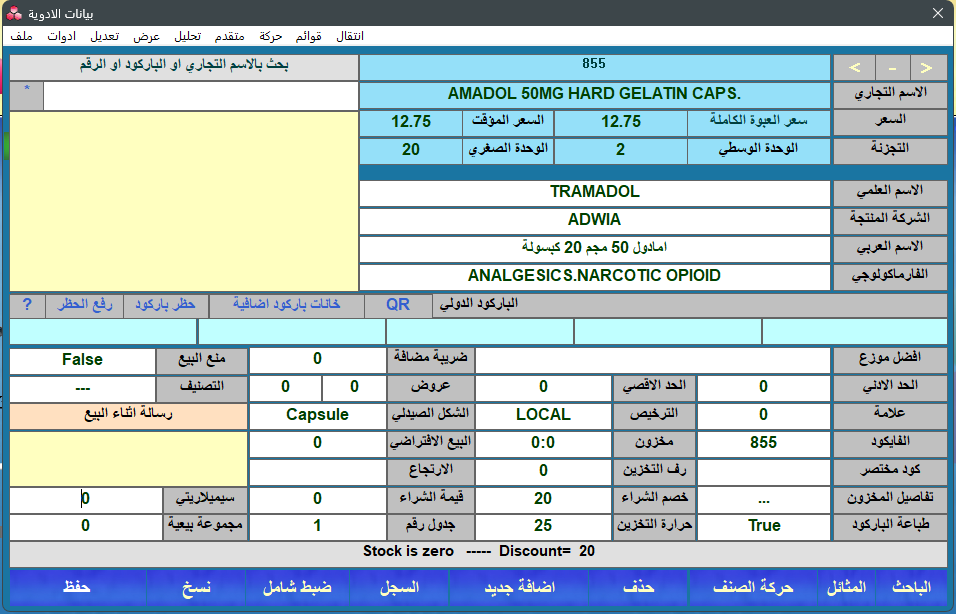 بيانات الادوية
ملف ادوات تعديل عرض تحليل متقدم حركة قوائم انتقال
بحث بالاسم التجاري او الباركود او الرقم 855 < - >
* AMADOL 50MG HARD GELATIN CAPS. الاسم التجاري
السعر سعر العبوة الكاملة 12.75 السعر المؤقت 12.75
التجزئة الوحدة الوسطي 2 الوحدة الصغري 20
الاسم العلمي TRAMADOL
الشركة المنتجة ADWIA
الاسم العربي امادول 50 مجم 20 كبسولة
الفارماكولوجي ANALGESICS.NARCOTIC OPIOID
الباركود الدولي QR خانات باركود اضافية حظر باركود رفع الحظر ?
افضل موزع ضريبة مضافة 0 منع البيع False
الحد الادني 0 الحد الاقصي 0 عروض 0 0 التصنيف ---
علامة 0 الترخيص LOCAL الشكل الصيدلي Capsule رسالة اثناء البيع
الفايكود 855 مخزون 0:0 البيع الافتراضي 0
كود مختصر رف التخزين 0 الارتجاع
تفاصيل المخزون ... خصم الشراء 20 قيمة الشراء 0 سيميلاريتي 0
طباعة الباركود True حرارة التخزين 25 جدول رقم 1 مجموعة بيعية 0
Stock is zero ----- Discount= 20
الباحث المثائل حركة الصنف حذف اضافة جديد السجل ضبط شامل نسخ حفظ